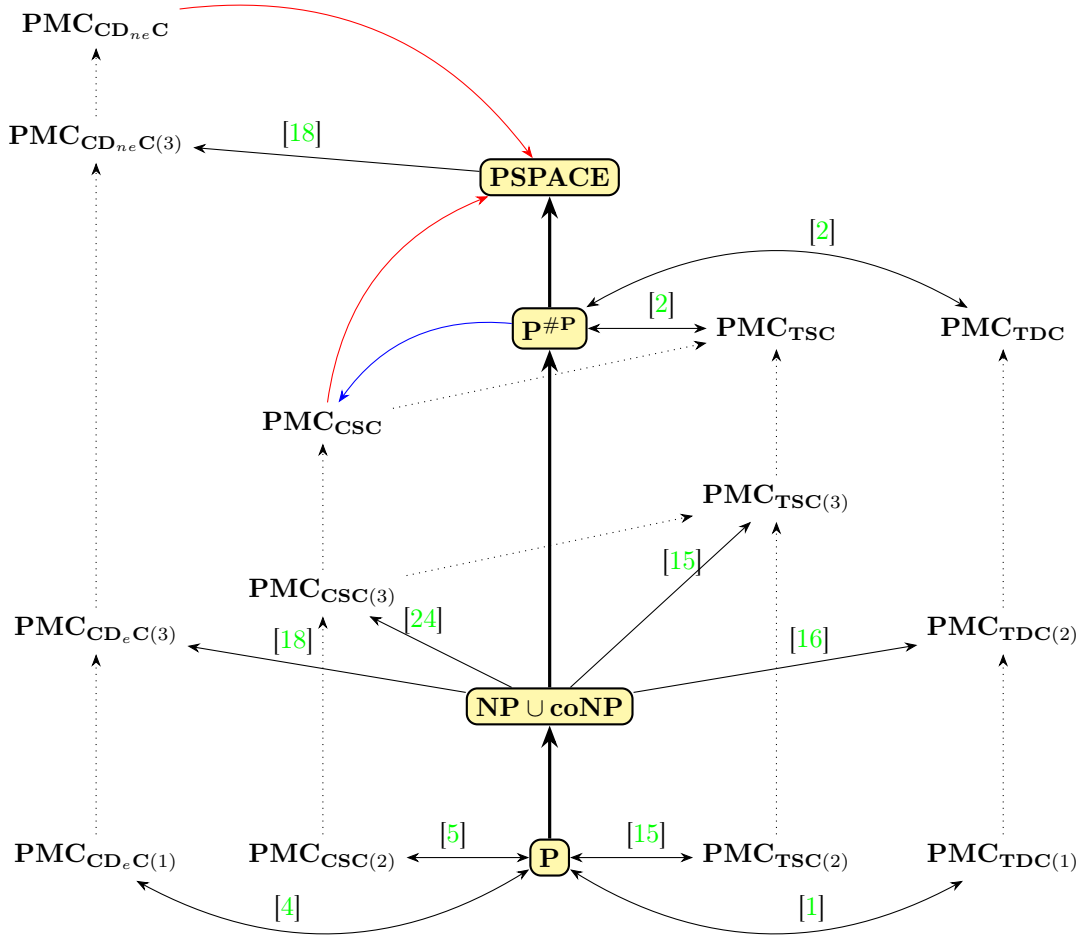 PMC_{CD_{ne}C}
PMC_{CD_{ne}C(3)}
[18]
PSPACE
[2]
P^{#P}
[2]
PMC_{TSC}
PMC_{TDC}
PMC_{CSC}
PMC_{TSC(3)}
[15]
PMC_{CSC(3)}
[24]
PMC_{CD_{e}C(3)}
[18]
[16]
PMC_{TDC(2)}
NP ∪ coNP
PMC_{CD_{e}C(1)}
PMC_{CSC(2)}
[5]
P
[15]
PMC_{TSC(2)}
PMC_{TDC(1)}
[4]
[1]